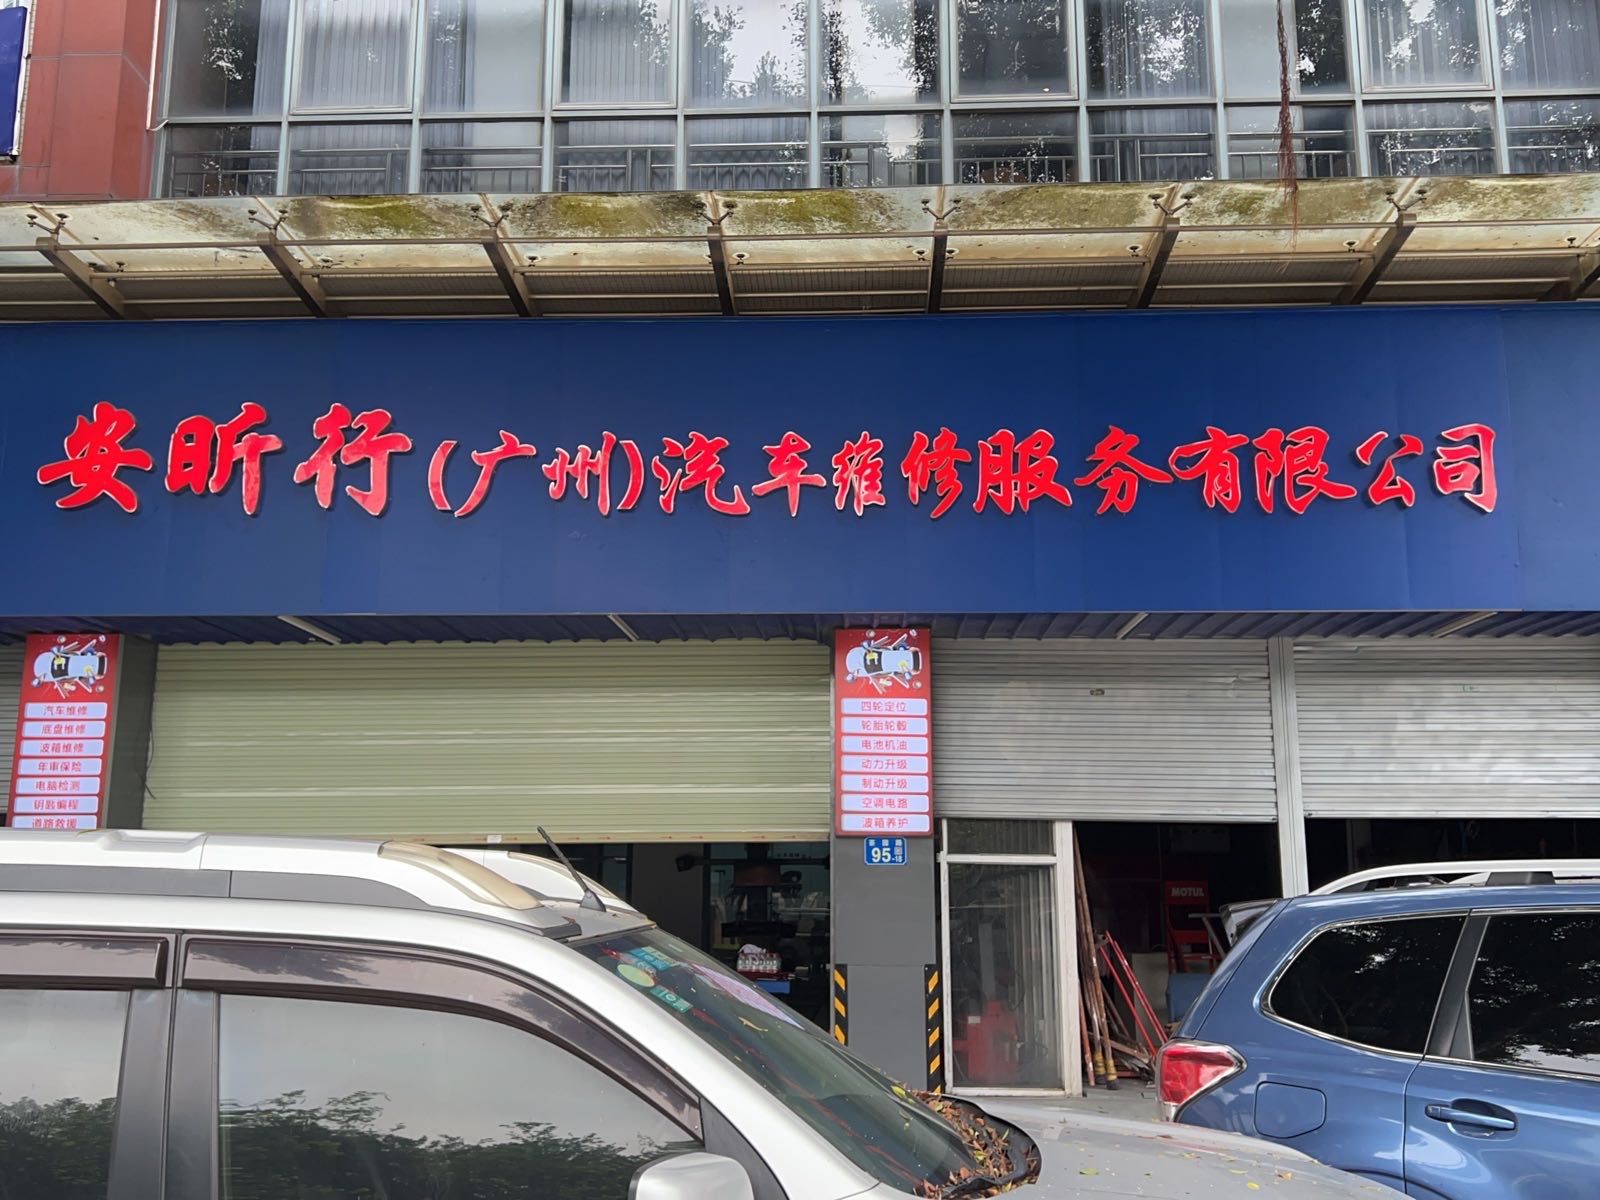 安昕行(广州)汽车维修服务有限公司
汽车维修
底盘维修
波箱维修
年审保险
电脑检测
钥匙编程
道路救援
四轮定位
轮胎轮毂
电池机油
动力升级
制动升级
空调电路
波箱养护
95-18
MOTUL